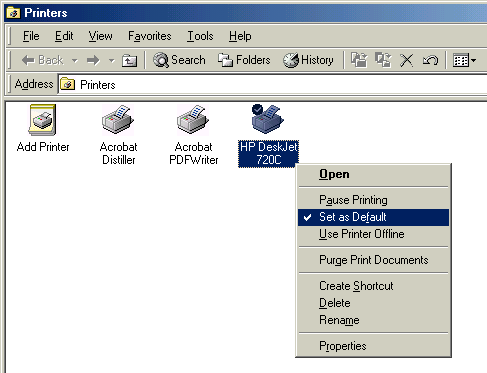 Printers
File Edit View Favorites Tools Help
Back Search Folders History
Address Printers
Add Printer
Acrobat
Distiller
Acrobat
PDFWriter
HP DeskJet
720C
Open
Pause Printing
Set as Default
Use Printer Offline
Purge Print Documents
Create Shortcut
Delete
Rename
Properties